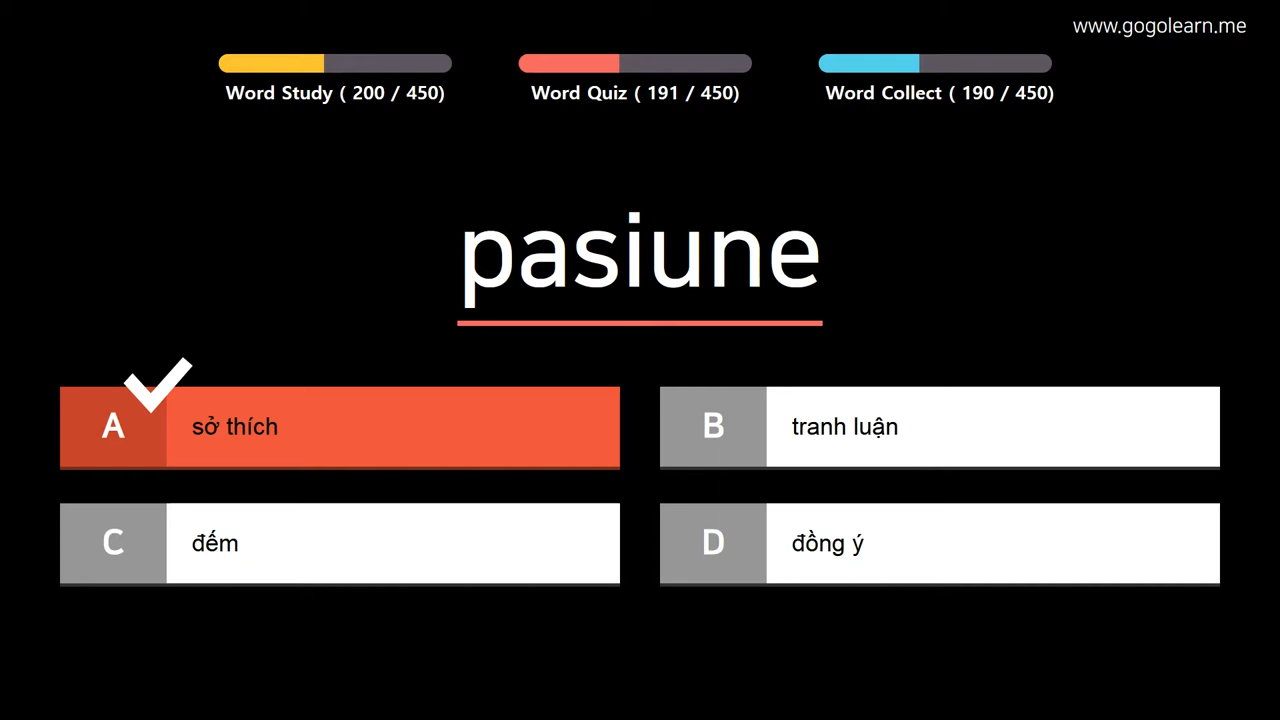 www.gogolearn.me
Word Study ( 200 / 450)
Word Quiz ( 191 / 450)
Word Collect ( 190 / 450)
pasiune
A sở thích
B tranh luận
C đếm
D đồng ý